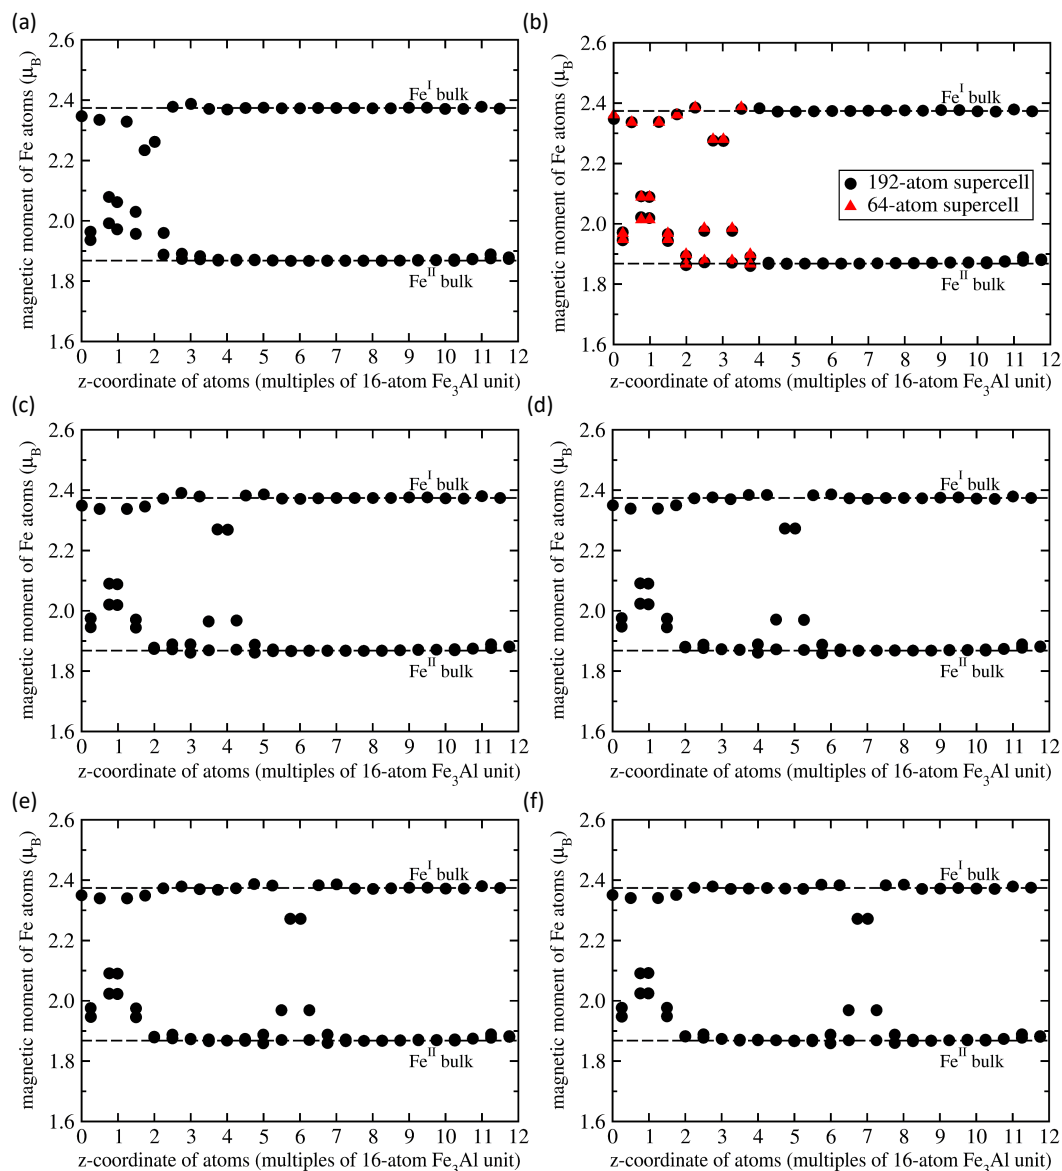 (a)
2.6
2.4
2.2
2.0
1.8
1.6
magnetic moment of Fe atoms (μB)
Fe^I bulk
Fe^II bulk
0 1 2 3 4 5 6 7 8 9 10 11 12
z-coordinate of atoms (multiples of 16-atom Fe3Al unit)
(b)
2.6
2.4
2.2
2.0
1.8
1.6
magnetic moment of Fe atoms (μB)
Fe^I bulk
192-atom supercell
64-atom supercell
Fe^II bulk
0 1 2 3 4 5 6 7 8 9 10 11 12
z-coordinate of atoms (multiples of 16-atom Fe3Al unit)
(c)
2.6
2.4
2.2
2.0
1.8
1.6
magnetic moment of Fe atoms (μB)
Fe^I bulk
Fe^II bulk
0 1 2 3 4 5 6 7 8 9 10 11 12
z-coordinate of atoms (multiples of 16-atom Fe3Al unit)
(d)
2.6
2.4
2.2
2.0
1.8
1.6
magnetic moment of Fe atoms (μB)
Fe^I bulk
Fe^II bulk
0 1 2 3 4 5 6 7 8 9 10 11 12
z-coordinate of atoms (multiples of 16-atom Fe3Al unit)
(e)
2.6
2.4
2.2
2.0
1.8
1.6
magnetic moment of Fe atoms (μB)
Fe^I bulk
Fe^II bulk
0 1 2 3 4 5 6 7 8 9 10 11 12
z-coordinate of atoms (multiples of 16-atom Fe3Al unit)
(f)
2.6
2.4
2.2
2.0
1.8
1.6
magnetic moment of Fe atoms (μB)
Fe^I bulk
Fe^II bulk
0 1 2 3 4 5 6 7 8 9 10 11 12
z-coordinate of atoms (multiples of 16-atom Fe3Al unit)